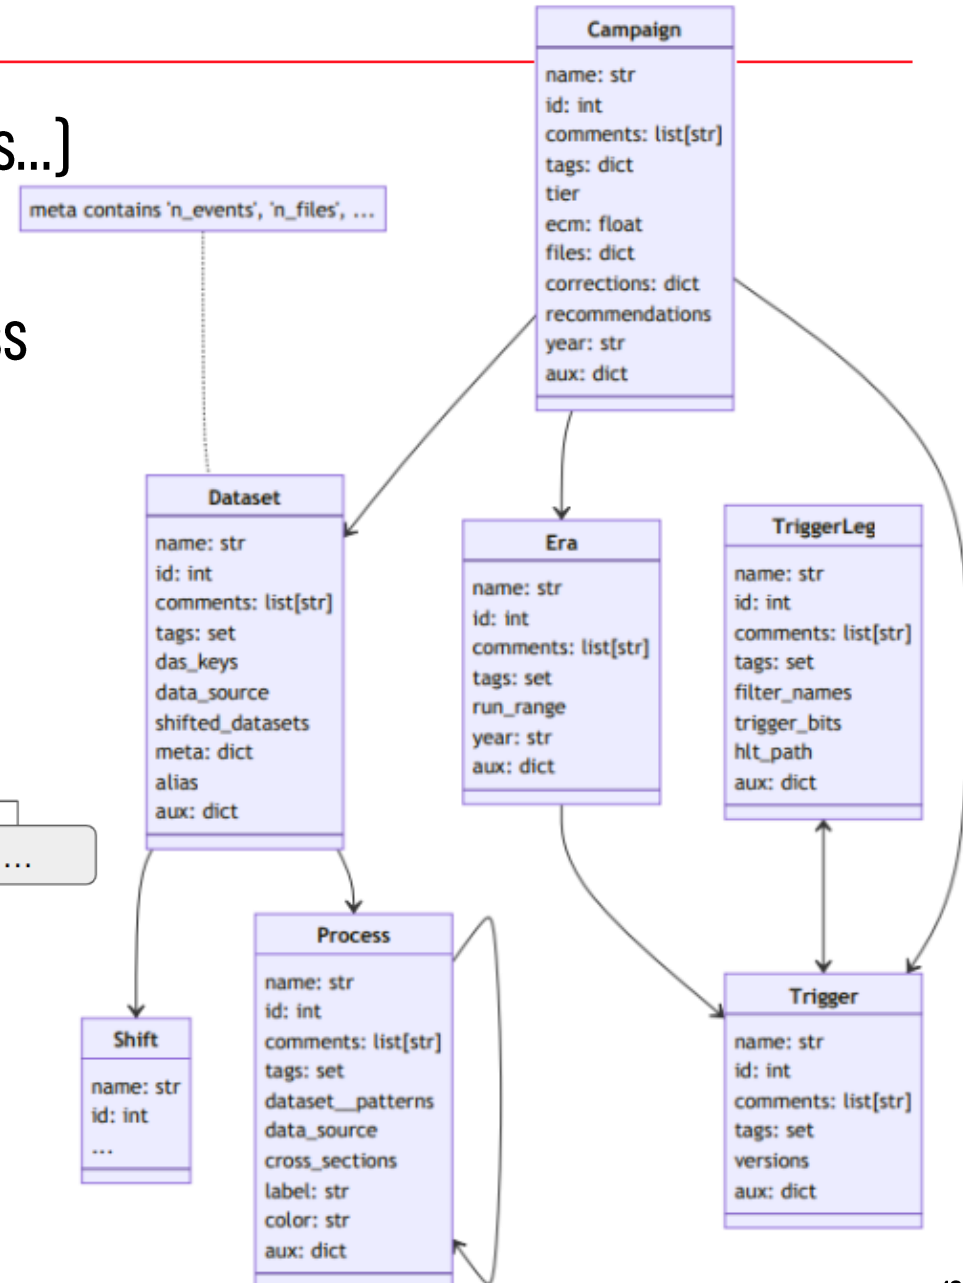 s...)
meta contains 'n_events', 'n_files', ...
ss
...
Campaign
name: str
id: int
comments: list[str]
tags: dict
tier
ecm: float
files: dict
corrections: dict
recommendations
year: str
aux: dict
Dataset
name: str
id: int
comments: list[str]
tags: set
das_keys
data_source
shifted_datasets
meta: dict
alias
aux: dict
Era
name: str
id: int
comments: list[str]
tags: set
run_range
year: str
aux: dict
TriggerLeg
name: str
id: int
comments: list[str]
tags: set
filter_names
trigger_bits
hlt_path
aux: dict
Shift
name: str
id: int
...
Process
name: str
id: int
comments: list[str]
tags: set
dataset__patterns
data_source
cross_sections
label: str
color: str
aux: dict
Trigger
name: str
id: int
comments: list[str]
tags: set
versions
aux: dict